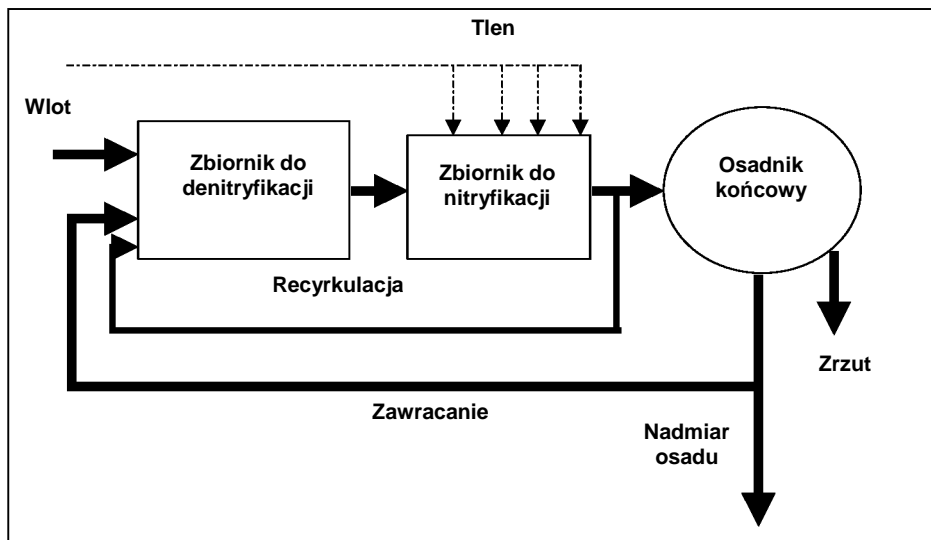 Tlen
Wlot
Zbiornik do
denitryfikacji
Zbiornik do
nitryfikacji
Osadnik
końcowy
Recyrkulacja
Zrzut
Zawracanie
Nadmiar
osadu